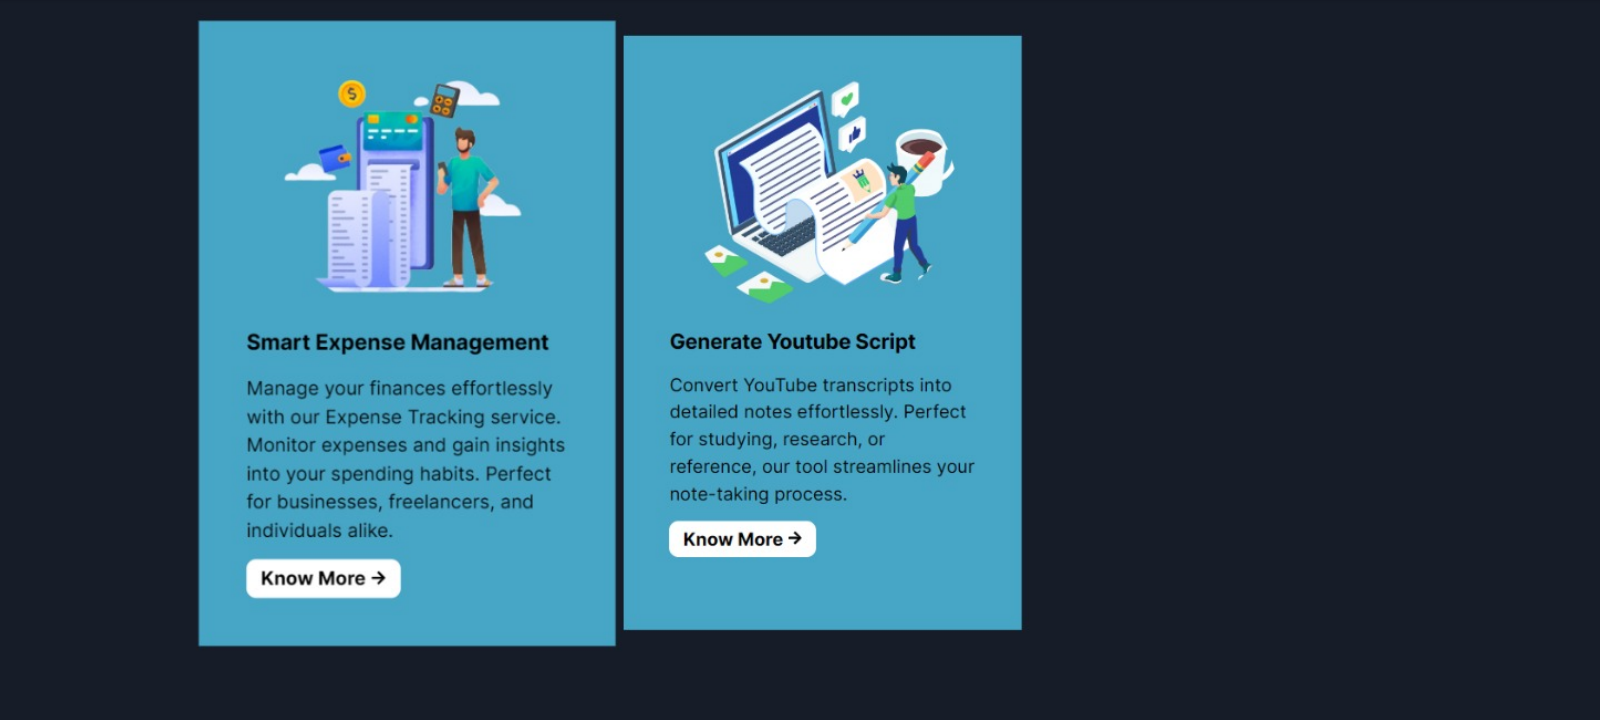 Smart Expense Management
Manage your finances effortlessly
with our Expense Tracking service.
Monitor expenses and gain insights
into your spending habits. Perfect
for businesses, freelancers, and
individuals alike.
Know More →
Generate Youtube Script
Convert YouTube transcripts into
detailed notes effortlessly. Perfect
for studying, research, or
reference, our tool streamlines your
note-taking process.
Know More →